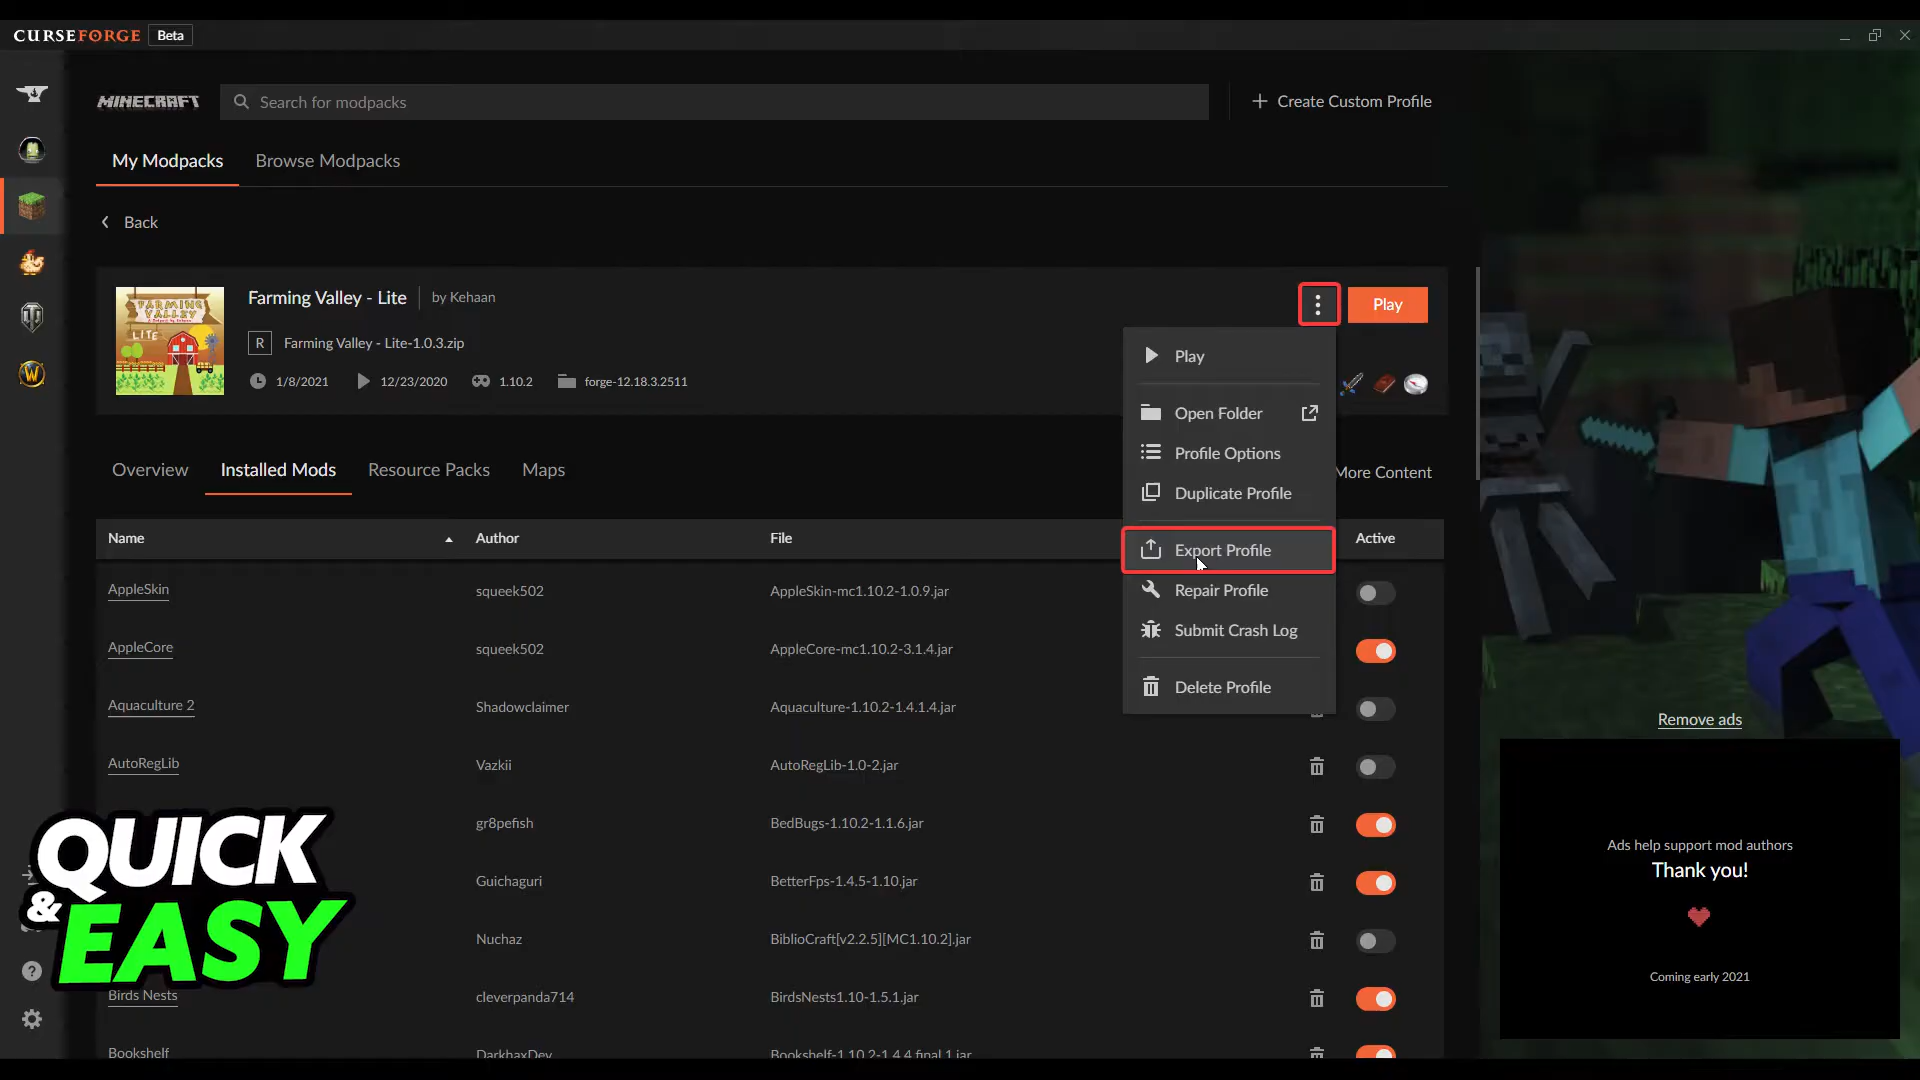 CURSEFORGE Beta
MINECRAFT Search for modpacks Create Custom Profile
My Modpacks Browse Modpacks
Back
FARMING VALLEY LITE
Farming Valley - Lite by Kehaan
R Farming Valley - Lite-1.0.3.zip
1/8/2021 12/23/2020 1.10.2 forge-12.18.3.2511
Play
Play
Open Folder
Profile Options
Duplicate Profile
Export Profile
Repair Profile
Submit Crash Log
Delete Profile
Overview Installed Mods Resource Packs Maps More Content
Name Author File Active
AppleSkin squeek502 AppleSkin-mc1.10.2-1.0.9.jar
AppleCore squeek502 AppleCore-mc1.10.2-3.1.4.jar
Aquaculture 2 Shadowclaimer Aquaculture-1.10.2-1.4.1.4.jar
AutoRegLib Vazkii AutoRegLib-1.0-2.jar
gr8pefish BedBugs-1.10.2-1.1.6.jar
Guichaguri BetterFps-1.4.5-1.10.jar
Nuchaz BiblioCraft[v2.2.5][MC1.10.2].jar
Birds Nests cleverpanda714 BirdsNests1.10-1.5.1.jar
Bookshelf DarkhaxDev Bookshelf-1.10.2-1.4.4.final.1.jar
QUICK
& EASY
Remove ads
Ads help support mod authors
Thank you!
Coming early 2021